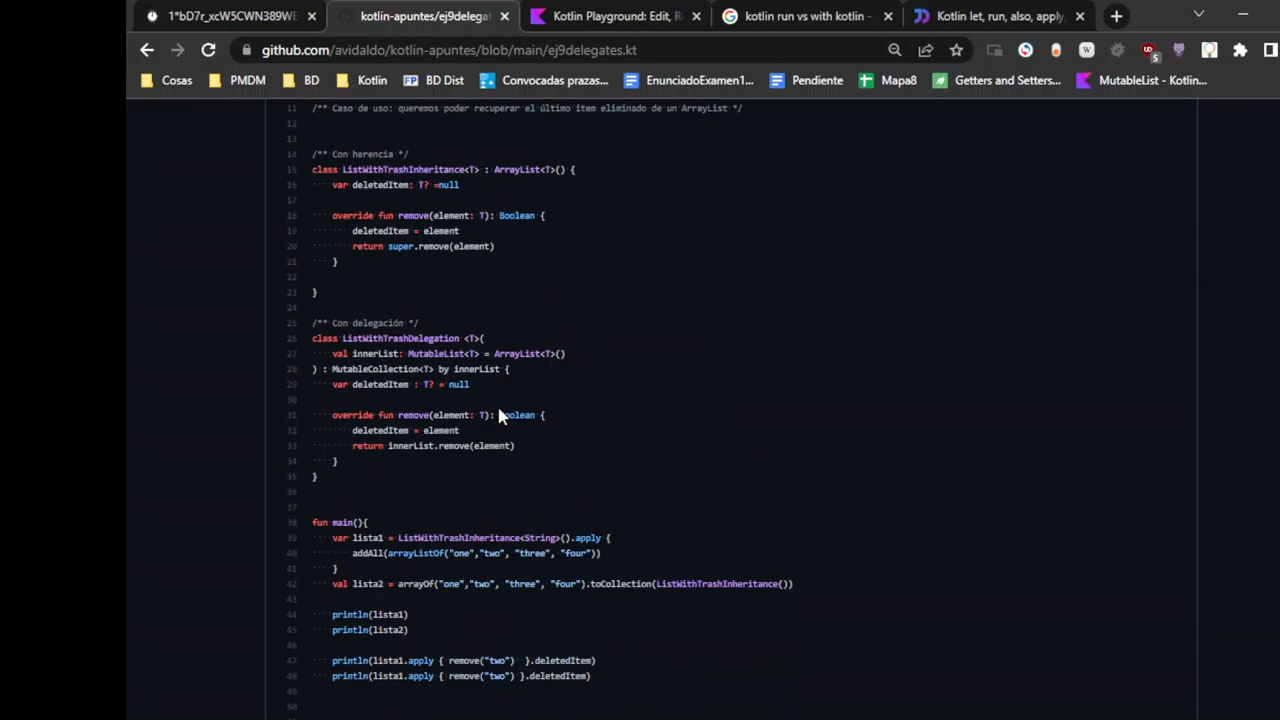 1*bD7r_xcW5CWN389WE
kotlin-apuntes/ej9delegat
Kotlin Playground: Edit, R
kotlin run vs with kotlin -
Kotlin let, run, also, apply,
github.com/avidaldo/kotlin-apuntes/blob/main/ej9delegates.kt
5
Cosas
PMDM
BD
Kotlin
FP BD Dist
Convocadas prazas...
EnunciadoExamen1...
Pendiente
Mapa8
Getters and Setters...
MutableList - Kotlin...
11 /** Caso de uso: queremos poder recuperar el último item eliminado de un ArrayList */
12
13
14 /** Con herencia */
15 class ListWithTrashInheritance<T> : ArrayList<T>() {
16 var deletedItem: T? =null
17
18 override fun remove(element: T): Boolean {
19 deletedItem = element
20 return super.remove(element)
21 }
22
23 }
24
25 /** Con delegación */
26 class ListWithTrashDelegation <T>(
27 val innerList: MutableList<T> = ArrayList<T>()
28 ) : MutableCollection<T> by innerList {
29 var deletedItem : T? = null
30
31 override fun remove(element: T): Boolean {
32 deletedItem = element
33 return innerList.remove(element)
34 }
35 }
36
37
38 fun main(){
39 var lista1 = ListWithTrashInheritance<String>().apply {
40 addAll(arrayListOf("one","two", "three", "four"))
41 }
42 val lista2 = arrayOf("one","two", "three", "four").toCollection(ListWithTrashInheritance())
43
44 println(lista1)
45 println(lista2)
46
47 println(lista1.apply { remove("two")  }.deletedItem)
48 println(lista1.apply { remove("two") }.deletedItem)
49
50